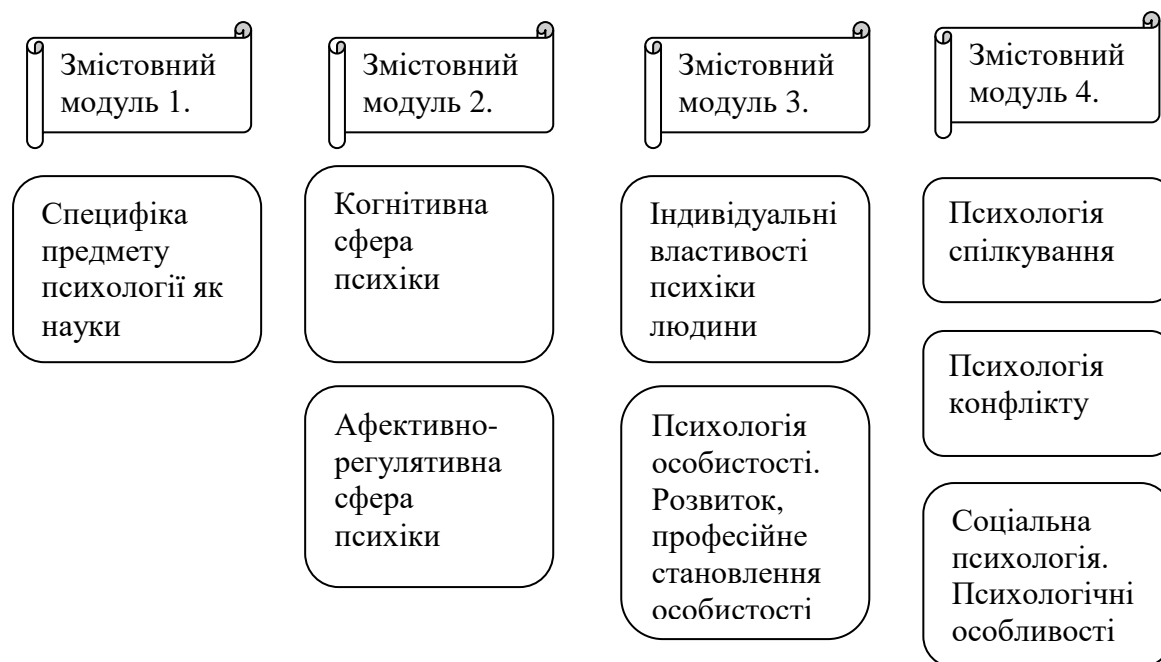 Змістовний
модуль 1.
Специфіка
предмету
психології як
науки
Змістовний
модуль 2.
Когнітивна
сфера
психіки
Афективно-
регулятивна
сфера
психіки
Змістовний
модуль 3.
Індивідуальні
властивості
психіки
людини
Психологія
особистості.
Розвиток,
професійне
становлення
особистості
Змістовний
модуль 4.
Психологія
спілкування
Психологія
конфлікту
Соціальна
психологія.
Психологічні
особливості